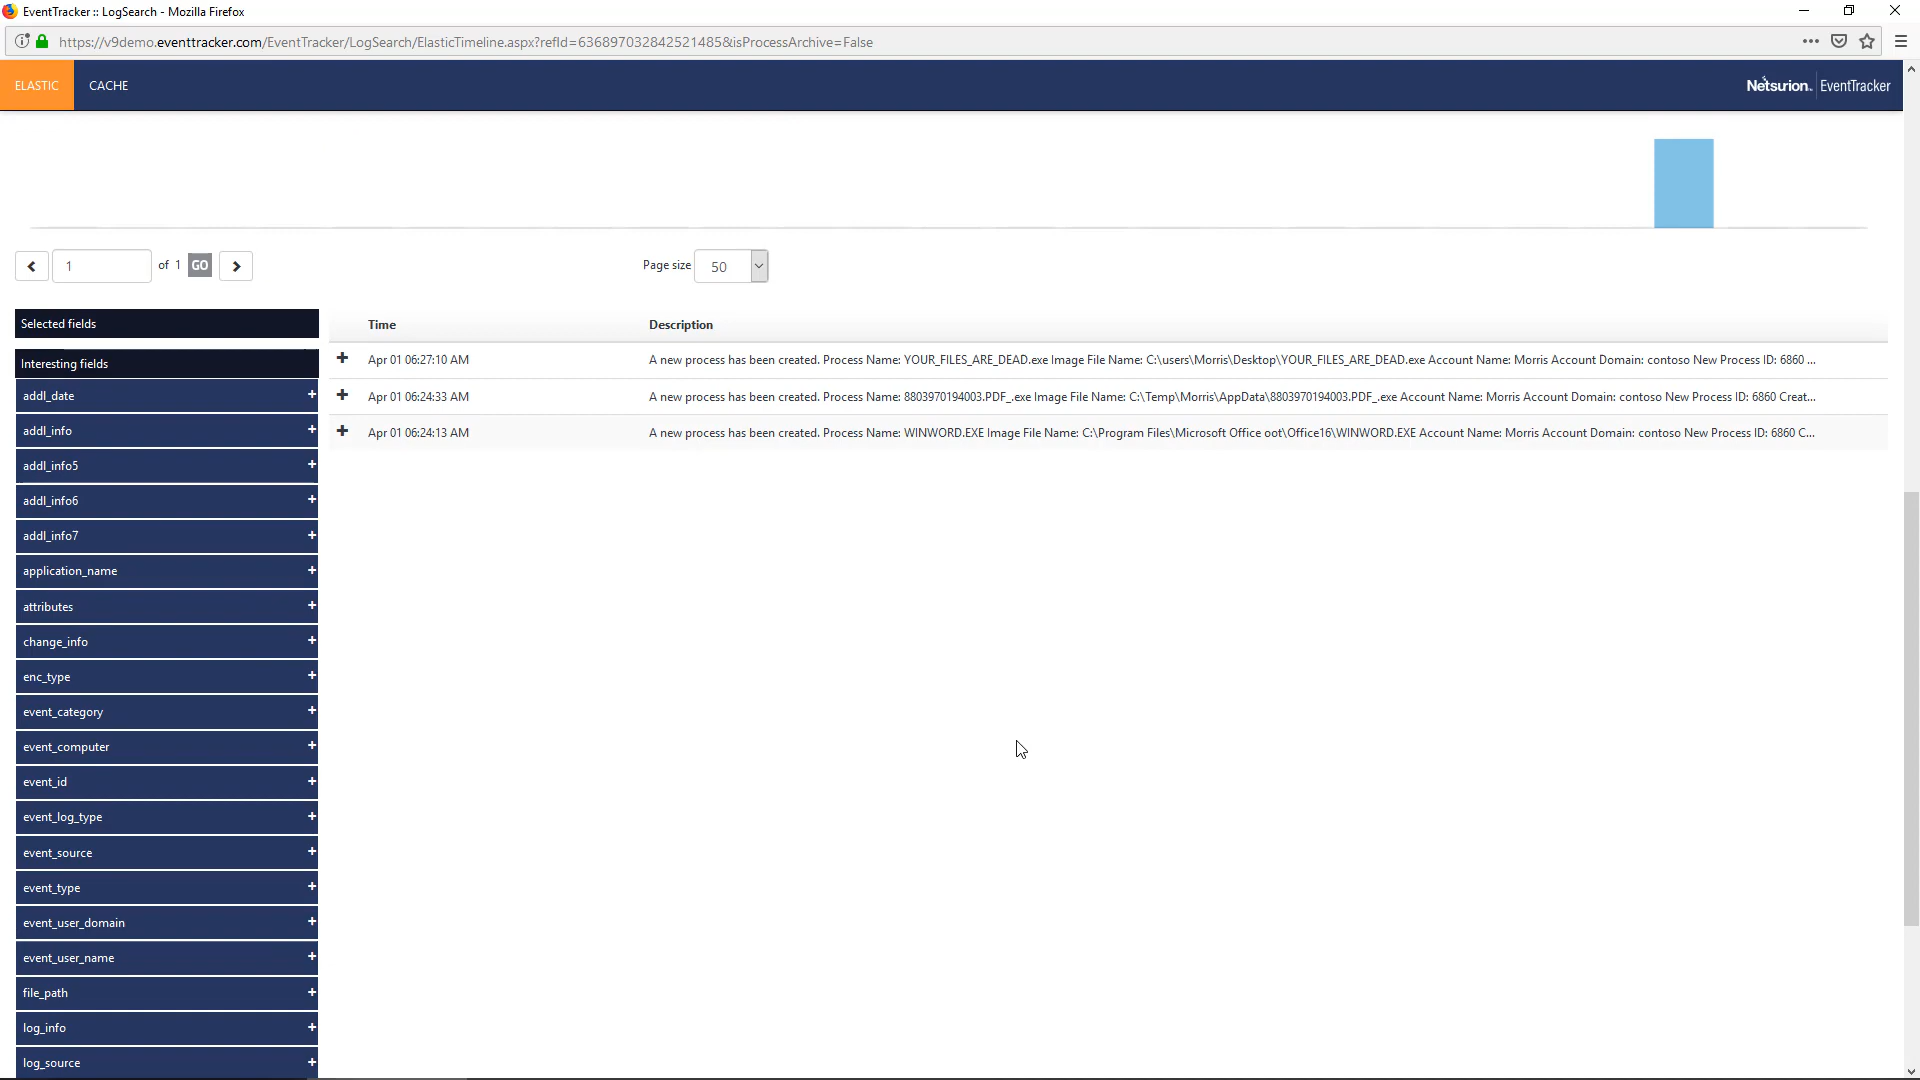 EventTracker :: LogSearch - Mozilla Firefox
https://v9demo.eventtracker.com/EventTracker/LogSearch/ElasticTimeline.aspx?refId=636897032842521485&isProcessArchive=False
ELASTIC CACHE Netsurion. EventTracker
1 of 1 GO Page size 50
Selected fields
Time Description
Interesting fields
Apr 01 06:27:10 AM A new process has been created. Process Name: YOUR_FILES_ARE_DEAD.exe Image File Name: C:\users\Morris\Desktop\YOUR_FILES_ARE_DEAD.exe Account Name: Morris Account Domain: contoso New Process ID: 6860 ...
Apr 01 06:24:33 AM A new process has been created. Process Name: 8803970194003.PDF_.exe Image File Name: C:\Temp\Morris\AppData\8803970194003.PDF_.exe Account Name: Morris Account Domain: contoso New Process ID: 6860 Creat...
Apr 01 06:24:13 AM A new process has been created. Process Name: WINWORD.EXE Image File Name: C:\Program Files\Microsoft Office oot\Office16\WINWORD.EXE Account Name: Morris Account Domain: contoso New Process ID: 6860 C...
addl_date
addl_info
addl_info5
addl_info6
addl_info7
application_name
attributes
change_info
enc_type
event_category
event_computer
event_id
event_log_type
event_source
event_type
event_user_domain
event_user_name
file_path
log_info
log_source